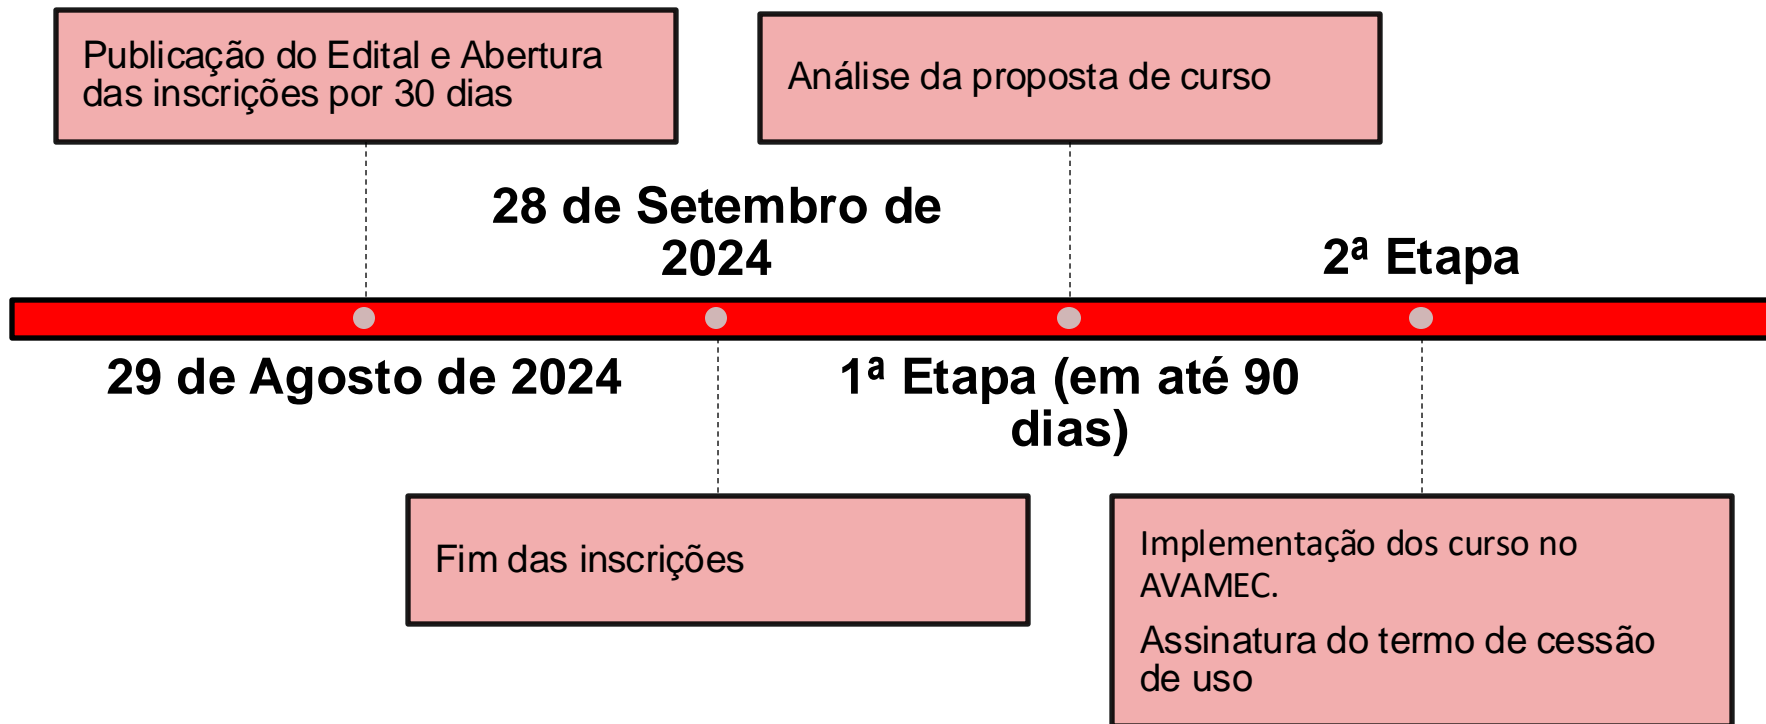 Publicação do Edital e Abertura
das inscrições por 30 dias
Análise da proposta de curso
28 de Setembro de
2024
2ª Etapa
29 de Agosto de 2024
1ª Etapa (em até 90
dias)
Fim das inscrições
Implementação dos curso no
AVAMEC.
Assinatura do termo de cessão
de uso